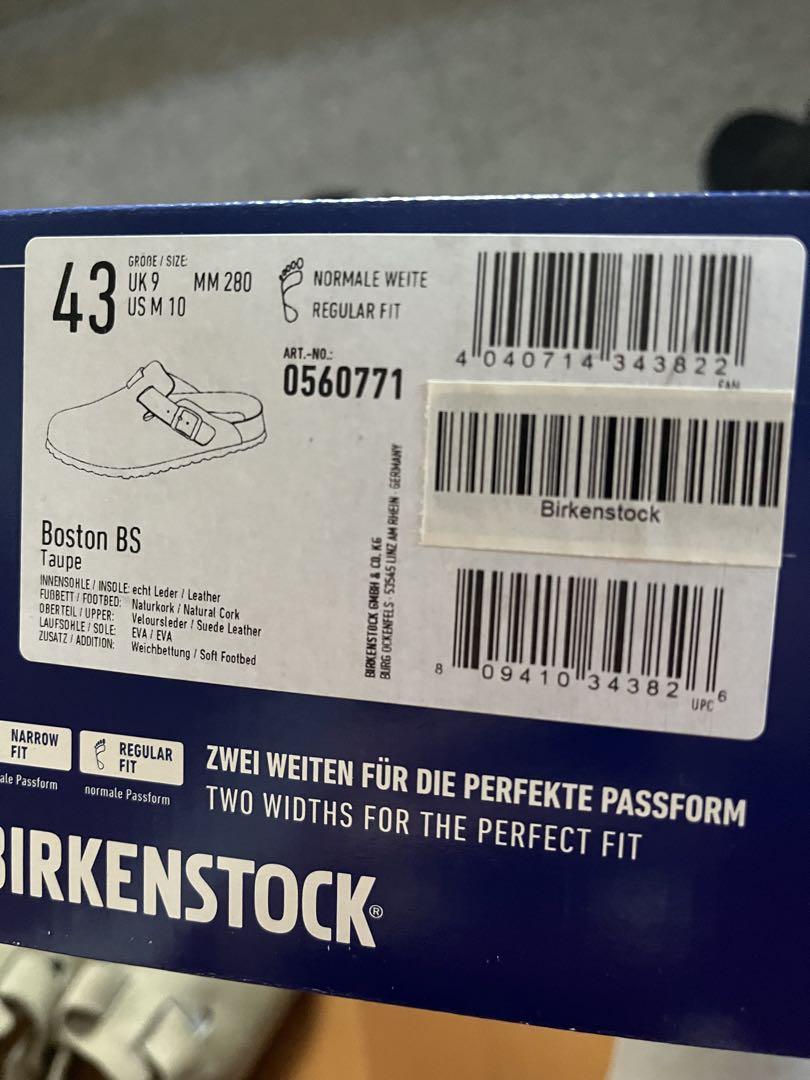 43
GRÖßE / SIZE:
UK 9 MM 280
US M 10
NORMALE WEITE
REGULAR FIT
ART.-NO.:
0560771
4 040714 343822
EAN
Birkenstock
Boston BS
Taupe
INNENSOHLE / INSOLE: echt Leder / Leather
FUßBETT / FOOTBED: Naturkork / Natural Cork
OBERTEIL / UPPER: Veloursleder / Suede Leather
LAUFSOHLE / SOLE: EVA / EVA
ZUSATZ / ADDITION: Weichbettung / Soft Footbed
BIRKENSTOCK GMBH & CO. KG
BURG OCKENFELS · 53545 LINZ AM RHEIN · GERMANY
8 09410 34382 6
UPC
NARROW
FIT
ale Passform
REGULAR
FIT
normale Passform
ZWEI WEITEN FÜR DIE PERFEKTE PASSFORM
TWO WIDTHS FOR THE PERFECT FIT
BIRKENSTOCK®